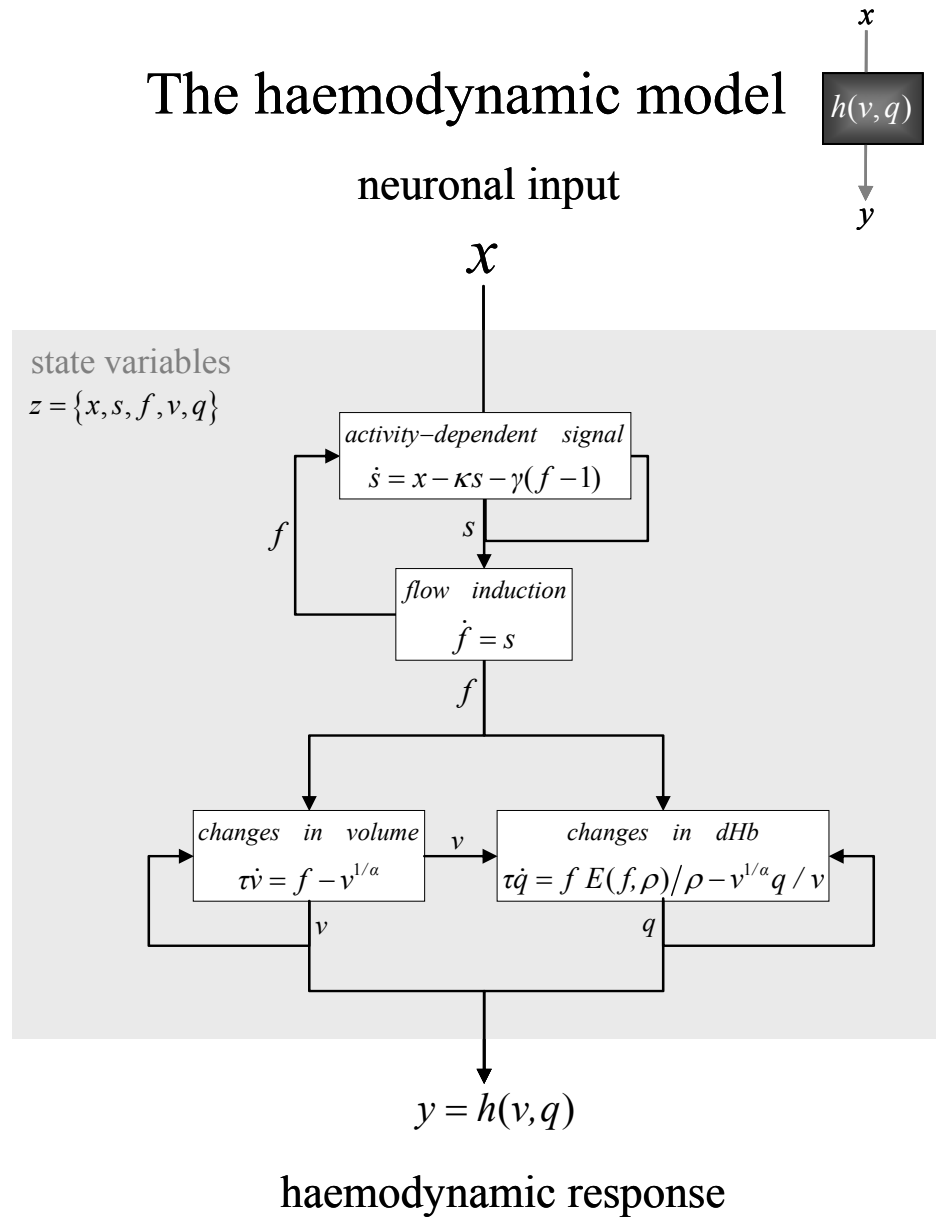 x
The haemodynamic model
h(v, q)
neuronal input
y
x
state variables
z = {x, s, f, v, q}
activity−dependent signal
ṡ = x − κs − γ(f −1)
f
s
flow induction
ḟ = s
f
changes in volume
τv̇ = f − v^{1/α}
v
changes in dHb
τq̇ = f E(f, ρ)/ρ − v^{1/α} q / v
v
q
y = h(v, q)
haemodynamic response